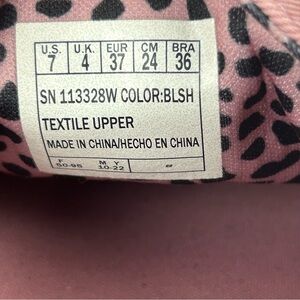 U.S. U.K. EUR CM BRA
7 4 37 24 36
SN 113328W COLOR:BLSH
TEXTILE UPPER
MADE IN CHINA/HECHO EN CHINA
F M Y
50-95 10-22